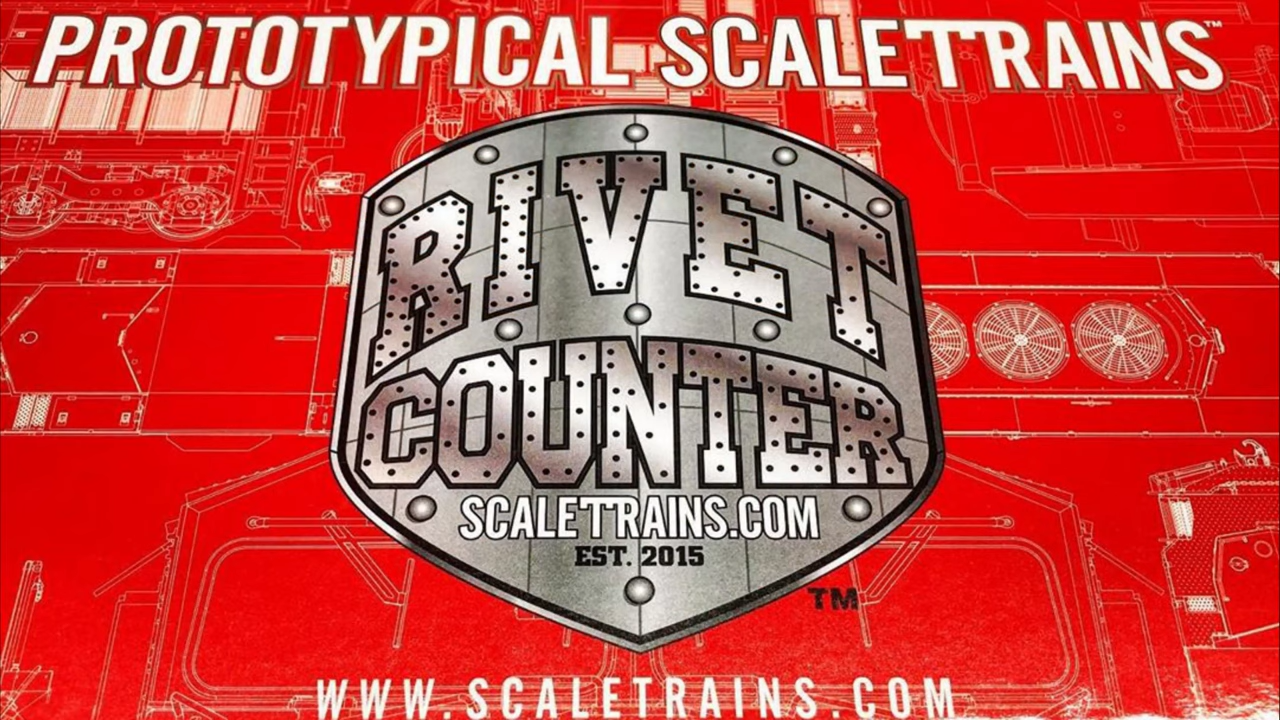 PROTOTYPICAL SCALETRAINS™
RIVET
COUNTER
SCALETRAINS.COM
EST. 2015
TM
WWW.SCALETRAINS.COM